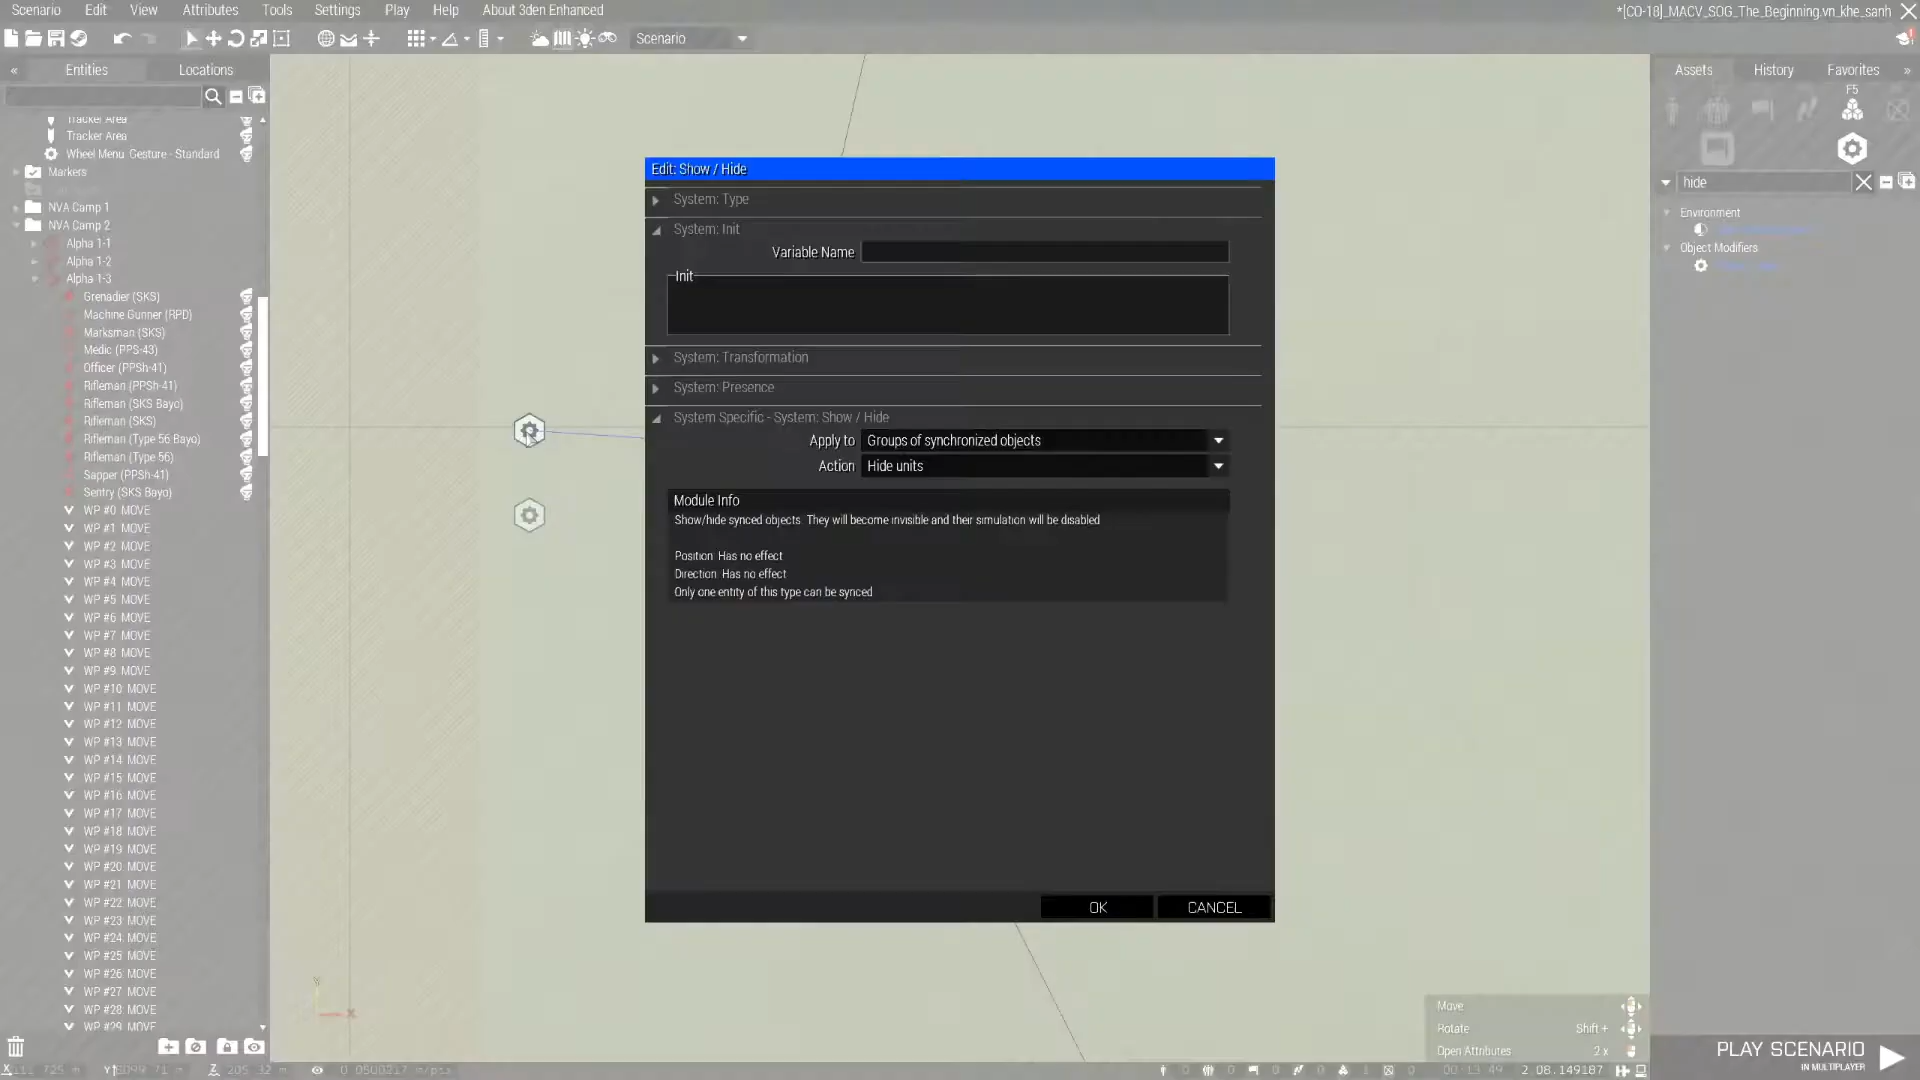 Scenario Edit View Attributes Tools Settings Play Help About 3den Enhanced
*[CO-18]_MACV_SOG_The_Beginning.vn_khe_sanh
Scenario
Entities Locations
Tracker Area
Tracker Area
Wheel Menu: Gesture - Standard
Markers
NVA Camp 1
NVA Camp 2
Alpha 1-1
Alpha 1-2
Alpha 1-3
Grenadier (SKS)
Machine Gunner (RPD)
Marksman (SKS)
Medic (PPS-43)
Officer (PPSh-41)
Rifleman (PPSh-41)
Rifleman (SKS Bayo)
Rifleman (SKS)
Rifleman (Type 56 Bayo)
Rifleman (Type 56)
Sapper (PPSh-41)
Sentry (SKS Bayo)
WP #0: MOVE
WP #1: MOVE
WP #2: MOVE
WP #3: MOVE
WP #4: MOVE
WP #5: MOVE
WP #6: MOVE
WP #7: MOVE
WP #8: MOVE
WP #9: MOVE
WP #10: MOVE
WP #11: MOVE
WP #12: MOVE
WP #13: MOVE
WP #14: MOVE
WP #15: MOVE
WP #16: MOVE
WP #17: MOVE
WP #18: MOVE
WP #19: MOVE
WP #20: MOVE
WP #21: MOVE
WP #22: MOVE
WP #23: MOVE
WP #24: MOVE
WP #25: MOVE
WP #26: MOVE
WP #27: MOVE
WP #28: MOVE
WP #29: MOVE
Edit: Show / Hide
System: Type
System: Init
Variable Name
Init
System: Transformation
System: Presence
System Specific - System: Show / Hide
Apply to Groups of synchronized objects
Action Hide units
Module Info
Show/hide synced objects. They will become invisible and their simulation will be disabled
Position: Has no effect
Direction: Has no effect
Only one entity of this type can be synced
OK CANCEL
Assets History Favorites
F5
hide
Environment
Object Modifiers
Move
Rotate Shift +
Open Attributes 2 x
PLAY SCENARIO
IN MULTIPLAYER
2.08.149187